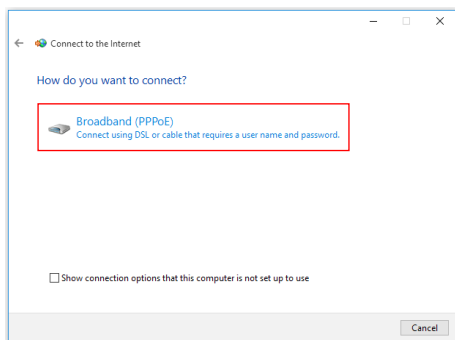 Connect to the Internet
How do you want to connect?
Broadband (PPPoE)
Connect using DSL or cable that requires a user name and password.
Show connection options that this computer is not set up to use
Cancel